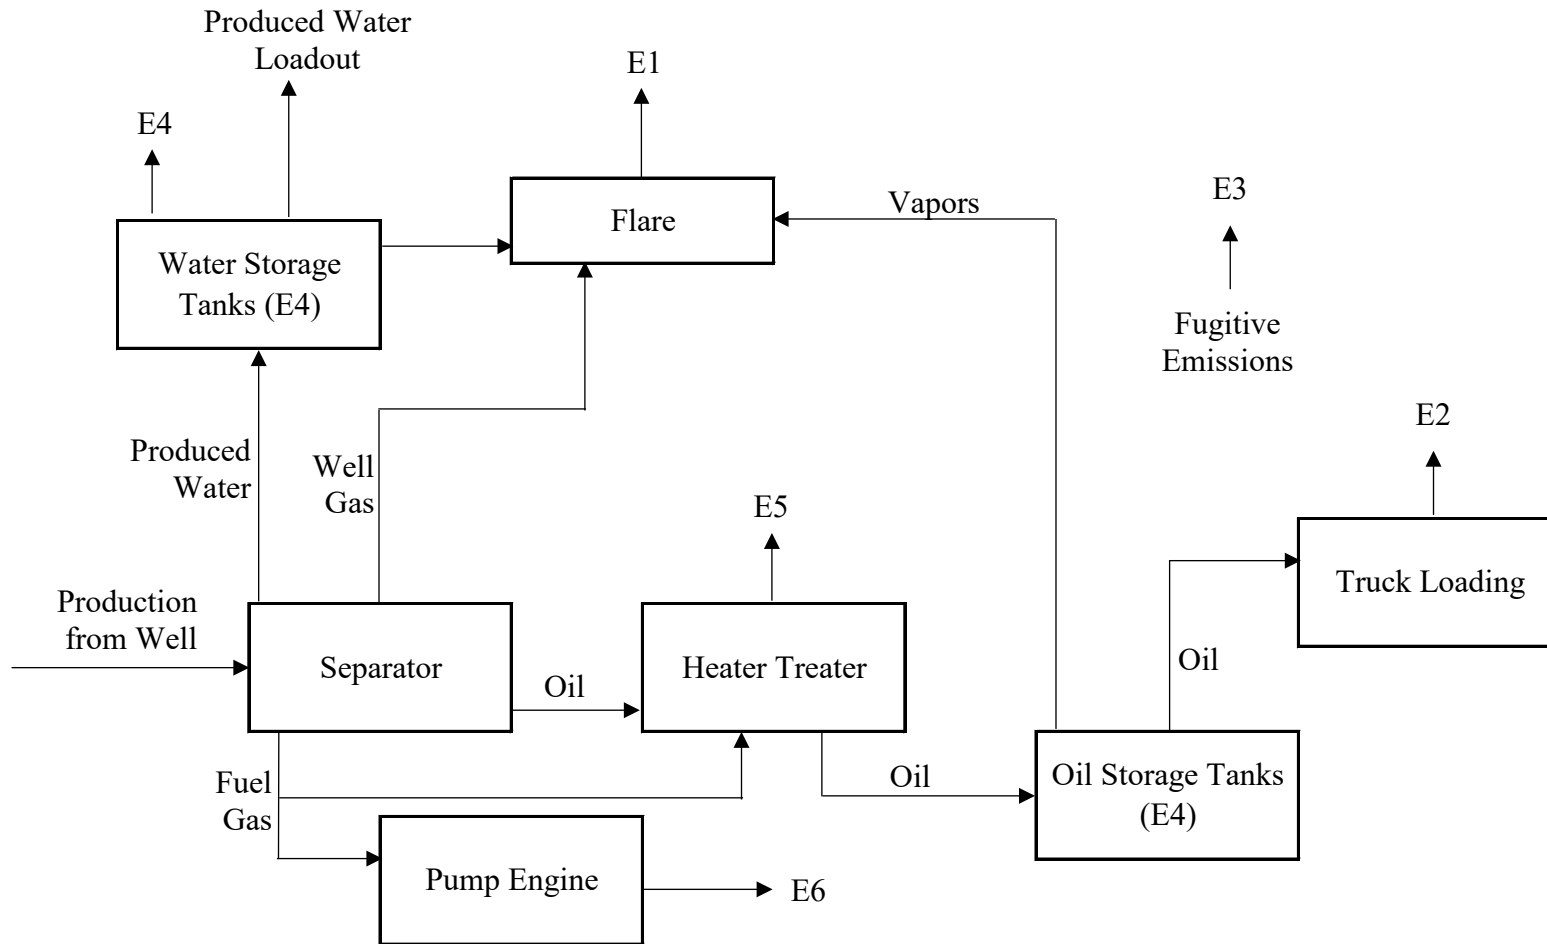 Produced Water
Loadout
E1
E4
Flare
Vapors
E3
Water Storage
Tanks (E4)
Fugitive
Emissions
E2
Produced
Water
Well
Gas
E5
Truck Loading
Production
from Well
Separator
Oil
Heater Treater
Oil
Fuel
Gas
Oil
Oil Storage Tanks
(E4)
Pump Engine
E6